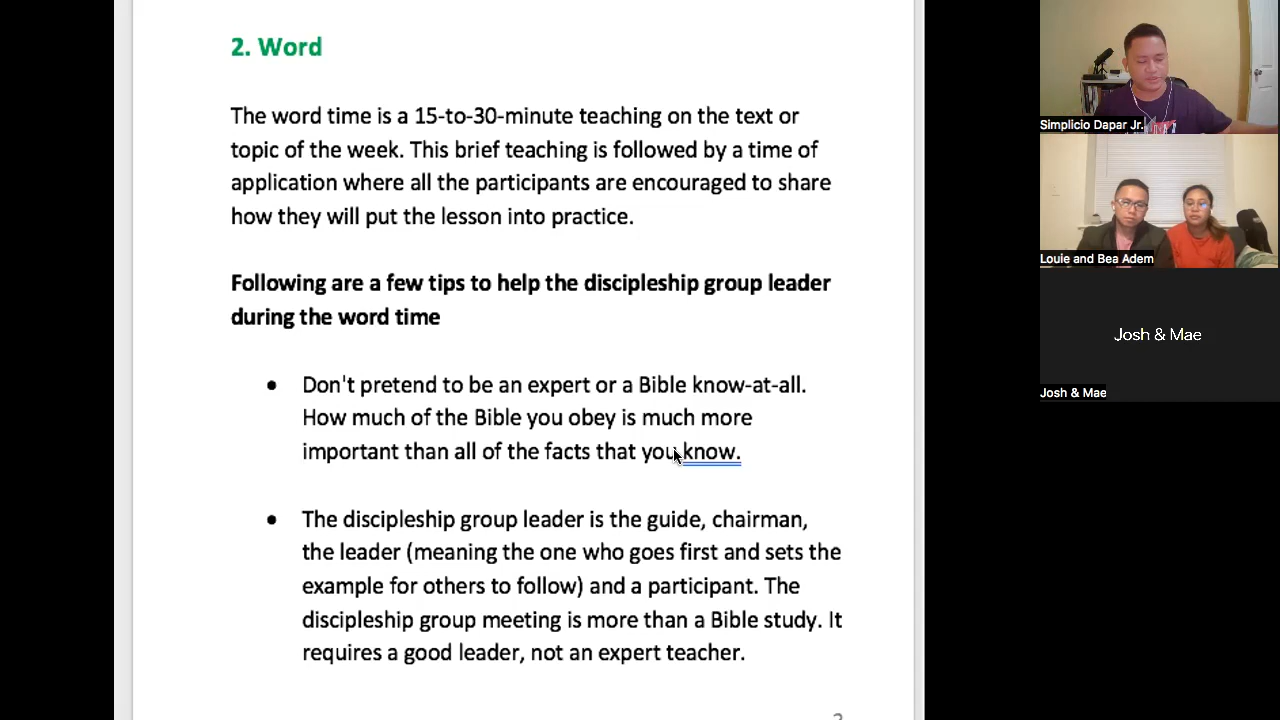 2. Word
The word time is a 15-to-30-minute teaching on the text or
topic of the week. This brief teaching is followed by a time of
application where all the participants are encouraged to share
how they will put the lesson into practice.
Following are a few tips to help the discipleship group leader
during the word time
• Don't pretend to be an expert or a Bible know-at-all.
How much of the Bible you obey is much more
important than all of the facts that you know.
• The discipleship group leader is the guide, chairman,
the leader (meaning the one who goes first and sets the
example for others to follow) and a participant. The
discipleship group meeting is more than a Bible study. It
requires a good leader, not an expert teacher.
Simplicio Dapar Jr.
Louie and Bea Adem
Josh & Mae
Josh & Mae